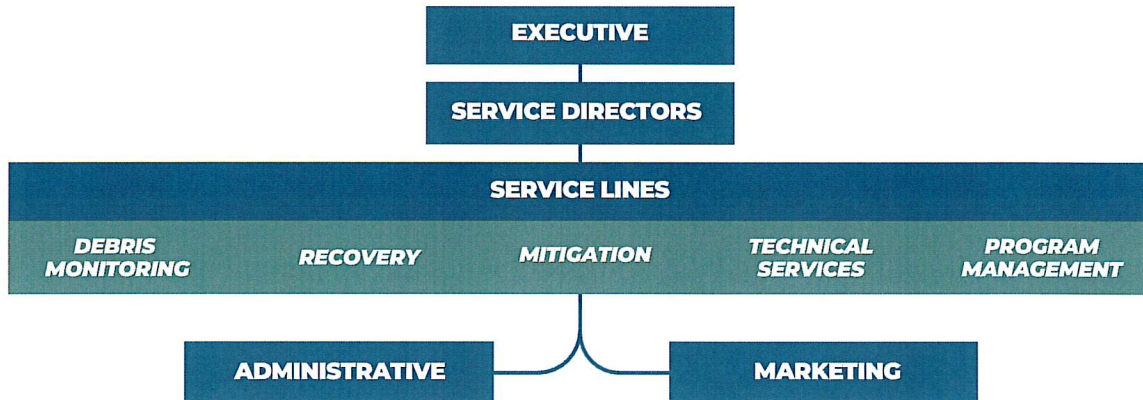 EXECUTIVE
SERVICE DIRECTORS
SERVICE LINES
DEBRIS
MONITORING
RECOVERY
MITIGATION
TECHNICAL
SERVICES
PROGRAM
MANAGEMENT
ADMINISTRATIVE
MARKETING